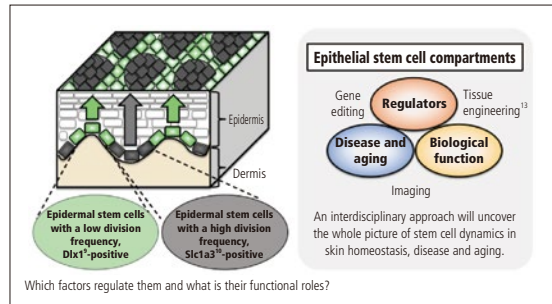 Epidermis
Dermis
Epidermal stem cells
with a low division
frequency,
Dlx1⁹-positive
Epidermal stem cells
with a high division
frequency,
Slc1a3¹⁰-positive
Which factors regulate them and what is their functional roles?
Epithelial stem cell compartments
Gene
editing
Regulators
Tissue
engineering¹³
Disease and
aging
Biological
function
Imaging
An interdisciplinary approach will uncover
the whole picture of stem cell dynamics in
skin homeostasis, disease and aging.